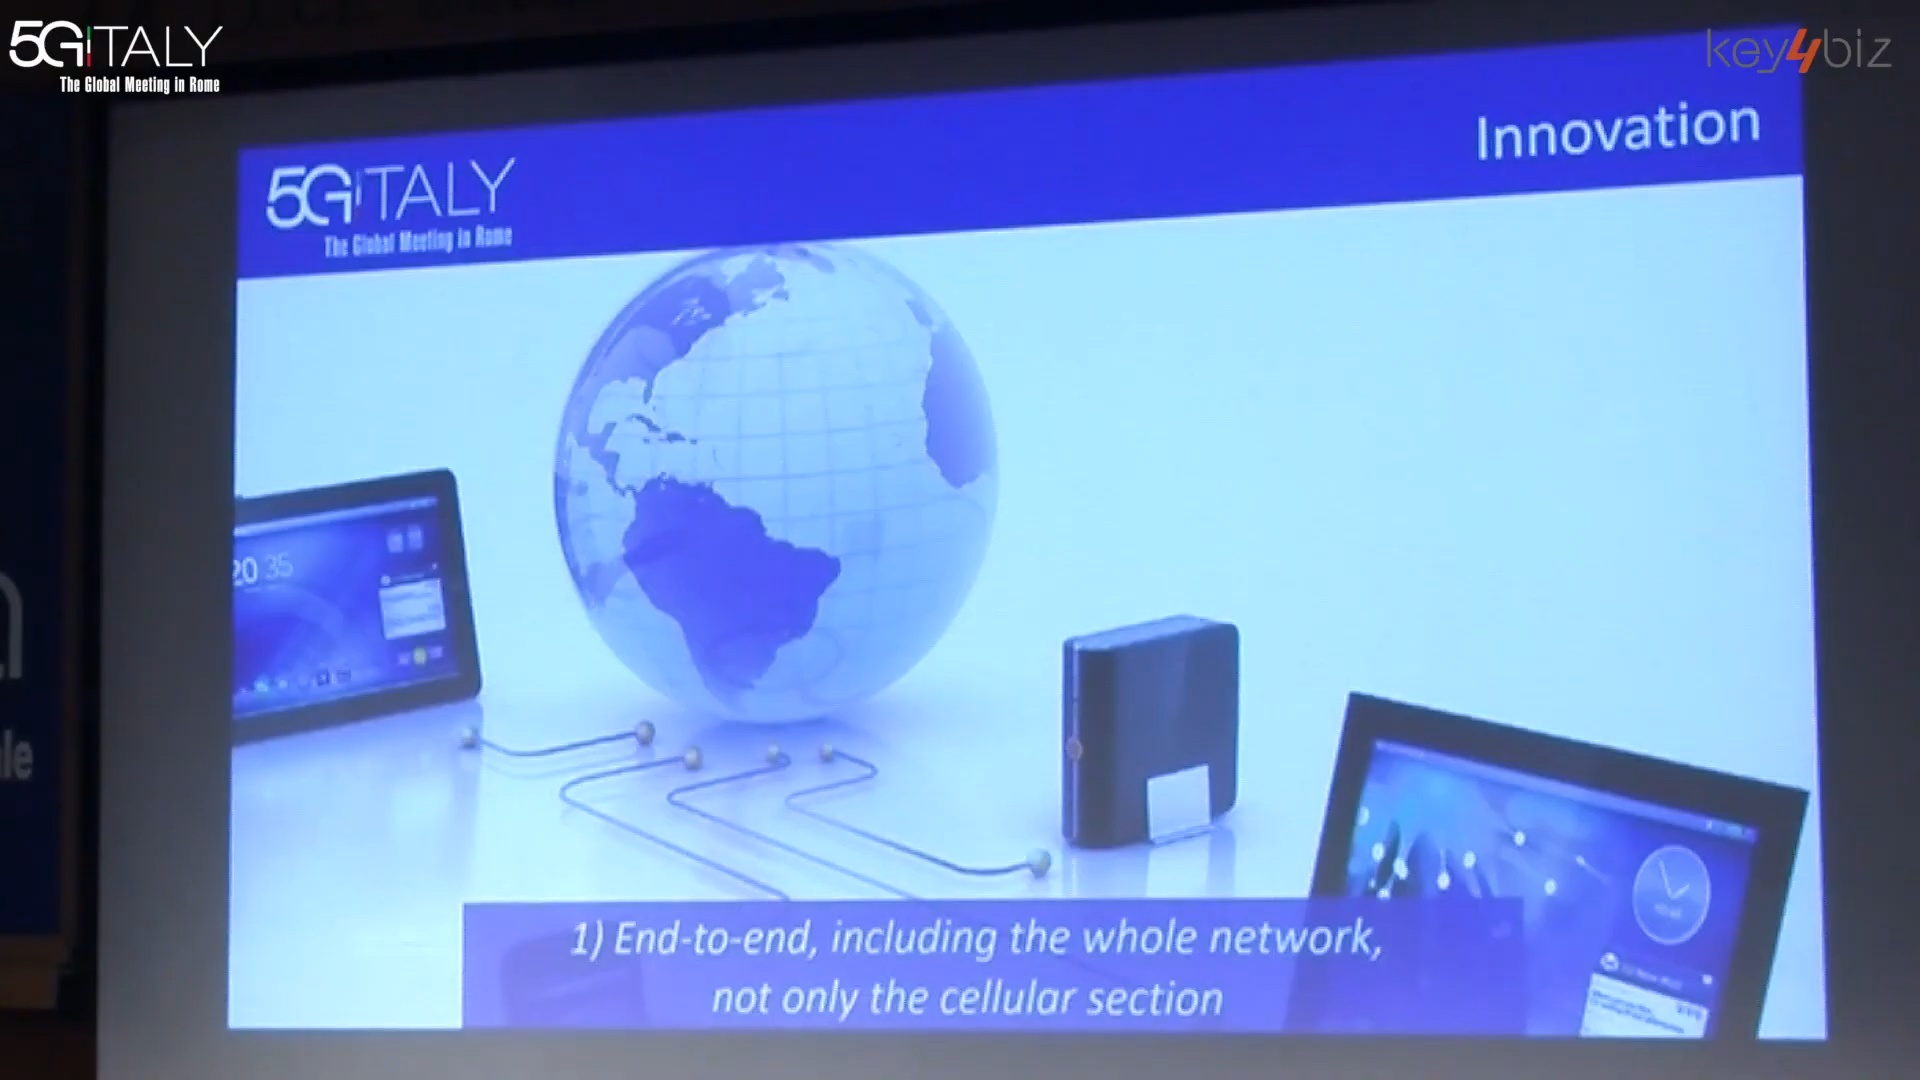 5GITALY
The Global Meeting in Rome
key4biz
Innovation
5GITALY
The Global Meeting in Rome
20 35
1) End-to-end, including the whole network,
not only the cellular section
le